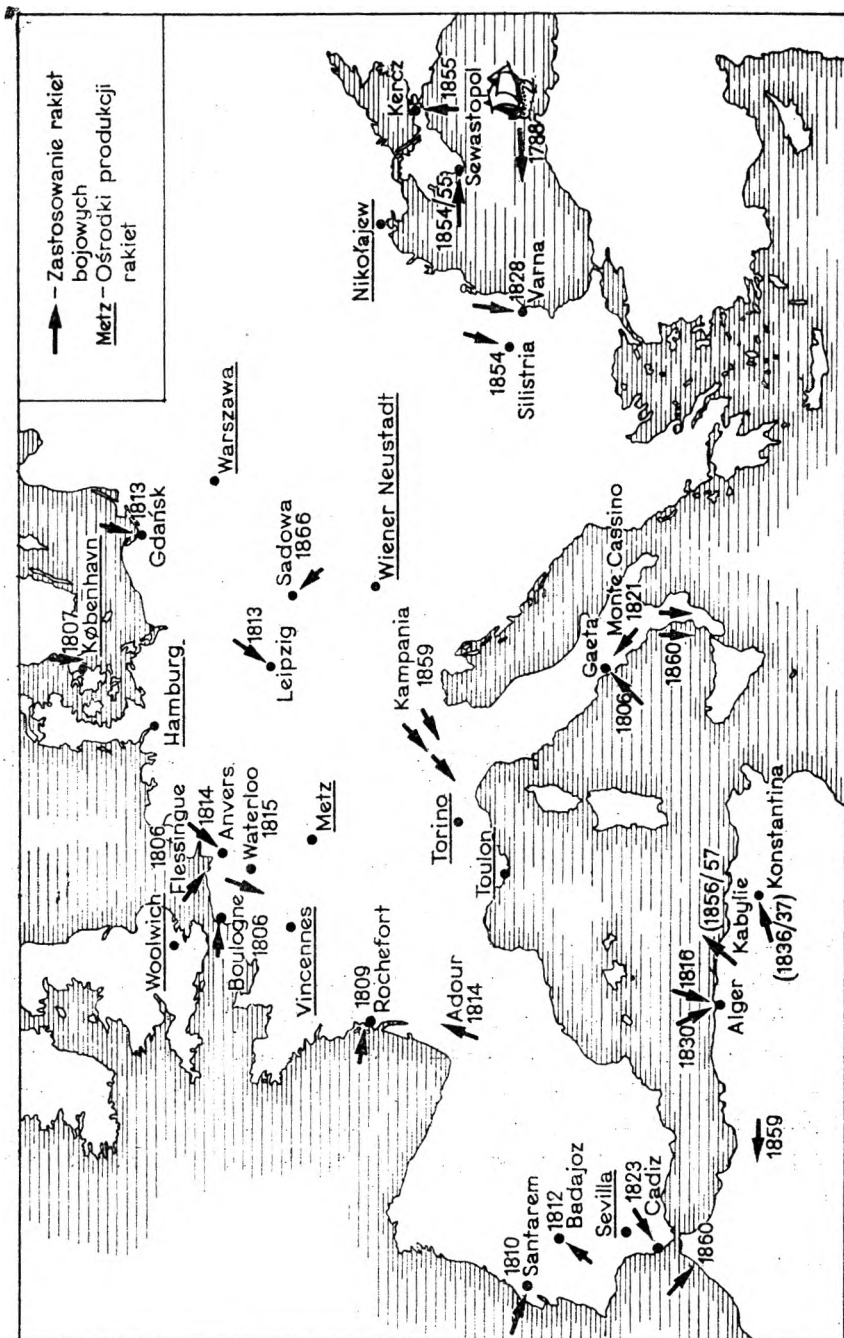 – Zastosowanie rakiet
bojowych
Metz – Ośrodki produkcji
rakiet
1807
København
1813
Gdańsk
Hamburg
Warszawa
1806
Flessingue
1814
Anvers
Woolwich
Boulogne
1806
Waterloo
1815
1813
Leipzig
Sadowa
1866
Metz
Vincennes
Wiener Neustadt
Nikołajew
Kercz
1855
1854/55
Sewastopol
1788
1828
Varna
1854
Silistria
1809
Rochefort
Adour
1814
Torino
Toulon
Kampania
1859
Gaeta
1806
Monte Cassino
1821
1860
1810
Santarem
1812
Badajoz
Sevilla
1823
Cadiz
1860
1859
1830
1816
Alger
Kabylie
(1856/57
(1836/37)
Konstantina